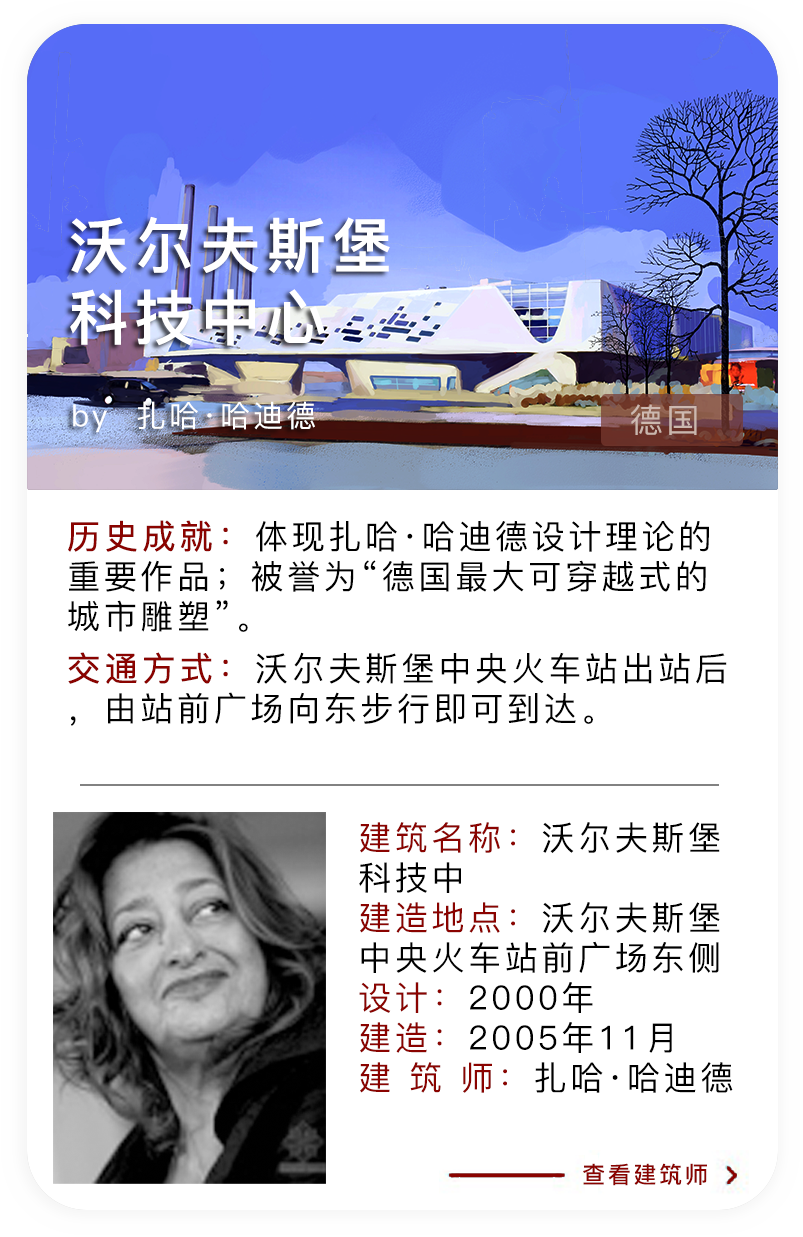 沃尔夫斯堡
科技中心
by 扎哈·哈迪德
德国
历史成就：体现扎哈·哈迪德设计理论的
重要作品；被誉为“德国最大可穿越式的
城市雕塑”。
交通方式：沃尔夫斯堡中央火车站出站后
，由站前广场向东步行即可到达。
建筑名称：沃尔夫斯堡
科技中
建造地点：沃尔夫斯堡
中央火车站前广场东侧
设计：2000年
建造：2005年11月
建 筑 师：扎哈·哈迪德
查看建筑师